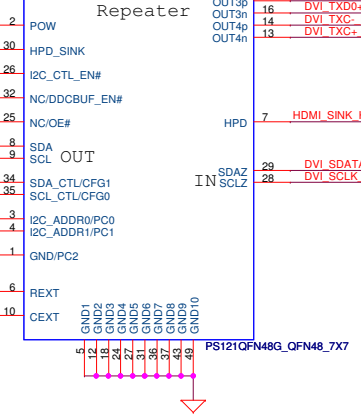 Repeater
OUT3p
OUT3n 16 DVI_TXD0+
OUT4p 14 DVI_TXC-
OUT4n 13 DVI_TXC+
2 POW
30 HPD_SINK
26 I2C_CTL_EN#
32 NC/DDCBUF_EN#
25 NC/OE#
HPD 7 HDMI_SINK_H
8 SDA
9 SCL OUT
SDAZ 29 DVI_SDATA
IN SCLZ 28 DVI_SCLK
34 SDA_CTL/CFG1
35 SCL_CTL/CFG0
3 I2C_ADDR0/PC0
4 I2C_ADDR1/PC1
1 GND/PC2
6 REXT
10 CEXT
GND1 GND2 GND3 GND4 GND5 GND6 GND7 GND8 GND9 GND10
5 12 18 24 27 31 36 37 43 49
PS121QFN48G_QFN48_7X7